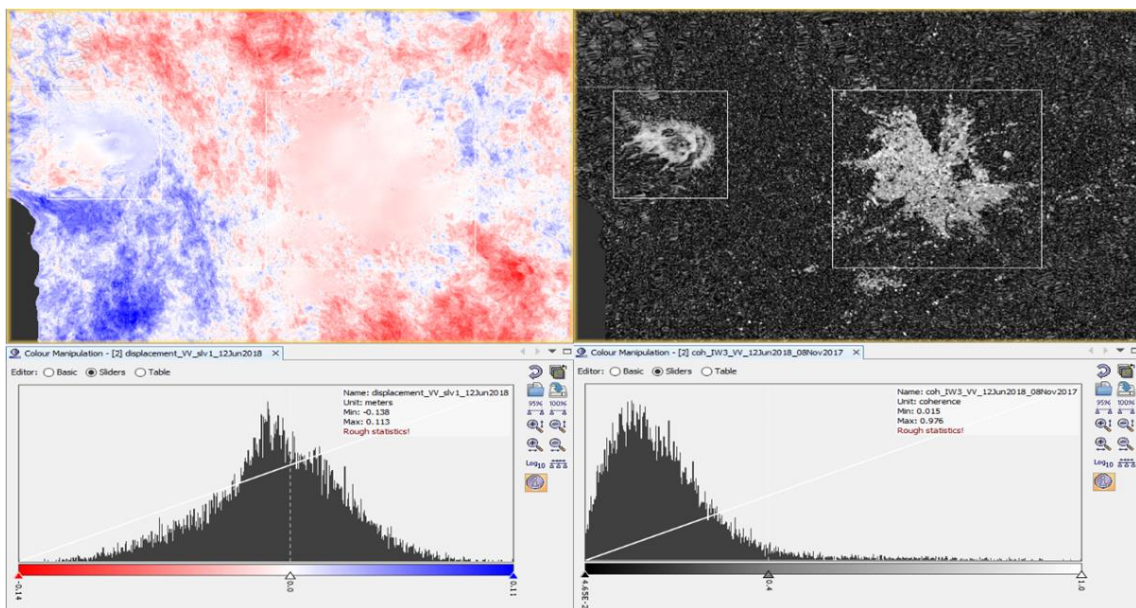 Colour Manipulation - [2] displacement_VV_slv1_12Jun2018
Editor: Basic Sliders Table
Name: displacement_VV_slv1_12Jun2018
Unit: meters
Min: -0.138
Max: 0.113
Rough statistics!
95% 100%
Log10
-0.14
0.0
0.11
Colour Manipulation - [2] coh_IW3_VV_12Jun2018_08Nov2017
Editor: Basic Sliders Table
Name: coh_IW3_VV_12Jun2018_08Nov2017
Unit: coherence
Min: 0.015
Max: 0.976
Rough statistics!
95% 100%
Log10
0.4
1.0